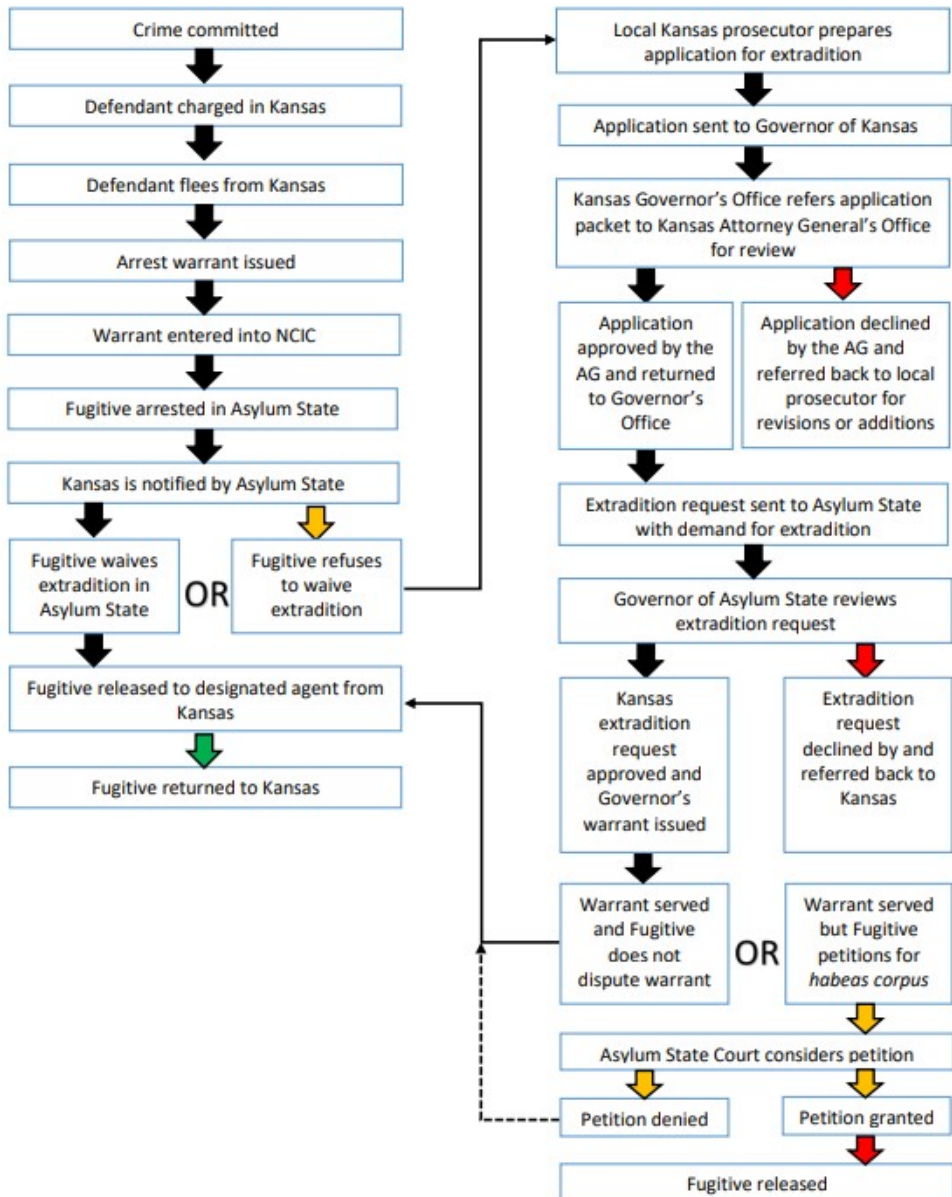 Crime committed
Defendant charged in Kansas
Defendant flees from Kansas
Arrest warrant issued
Warrant entered into NCIC
Fugitive arrested in Asylum State
Kansas is notified by Asylum State
Fugitive waives
extradition in
Asylum State
OR
Fugitive refuses
to waive
extradition
Fugitive released to designated agent from
Kansas
Fugitive returned to Kansas
Local Kansas prosecutor prepares
application for extradition
Application sent to Governor of Kansas
Kansas Governor’s Office refers application
packet to Kansas Attorney General’s Office
for review
Application
approved by the
AG and returned
to Governor’s
Office
Application declined
by the AG and
referred back to local
prosecutor for
revisions or additions
Extradition request sent to Asylum State
with demand for extradition
Governor of Asylum State reviews
extradition request
Kansas
extradition
request
approved and
Governor’s
warrant issued
Extradition
request
declined by and
referred back to
Kansas
Warrant served
and Fugitive
does not
dispute warrant
OR
Warrant served
but Fugitive
petitions for
habeas corpus
Asylum State Court considers petition
Petition denied
Petition granted
Fugitive released